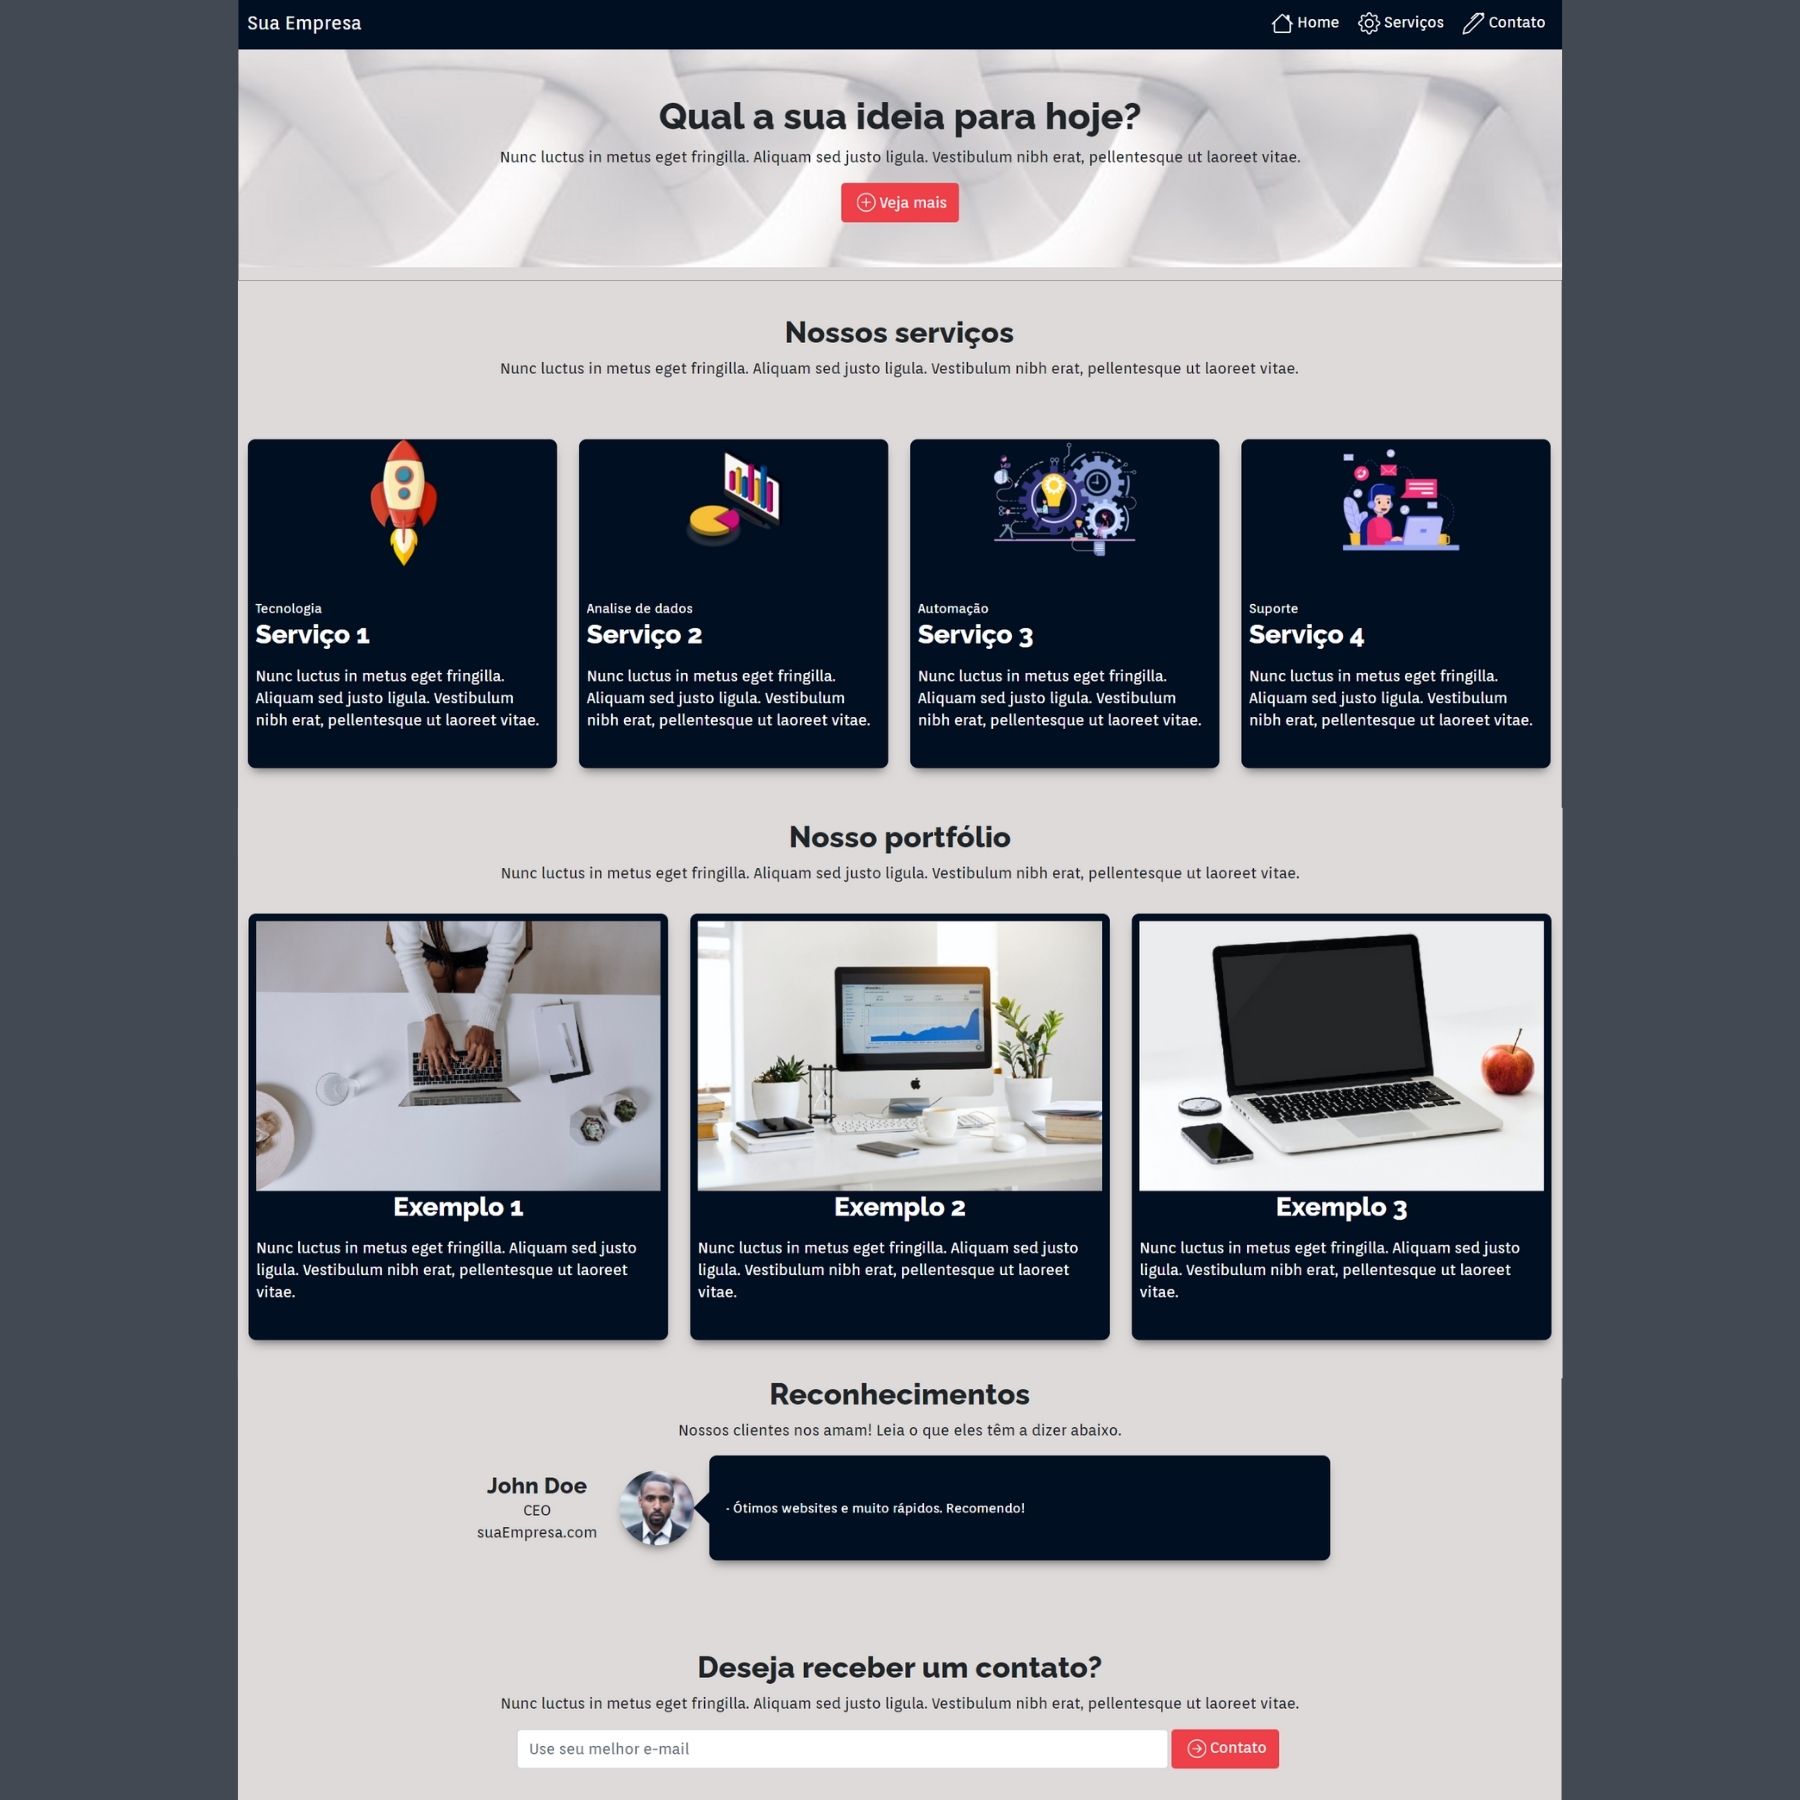 Sua Empresa
Home
Serviços
Contato
Qual a sua ideia para hoje?
Nunc luctus in metus eget fringilla. Aliquam sed justo ligula. Vestibulum nibh erat, pellentesque ut laoreet vitae.
Veja mais
Nossos serviços
Nunc luctus in metus eget fringilla. Aliquam sed justo ligula. Vestibulum nibh erat, pellentesque ut laoreet vitae.
Tecnologia
Serviço 1
Nunc luctus in metus eget fringilla.
Aliquam sed justo ligula. Vestibulum
nibh erat, pellentesque ut laoreet vitae.
Analise de dados
Serviço 2
Nunc luctus in metus eget fringilla.
Aliquam sed justo ligula. Vestibulum
nibh erat, pellentesque ut laoreet vitae.
Automação
Serviço 3
Nunc luctus in metus eget fringilla.
Aliquam sed justo ligula. Vestibulum
nibh erat, pellentesque ut laoreet vitae.
Suporte
Serviço 4
Nunc luctus in metus eget fringilla.
Aliquam sed justo ligula. Vestibulum
nibh erat, pellentesque ut laoreet vitae.
Nosso portfólio
Nunc luctus in metus eget fringilla. Aliquam sed justo ligula. Vestibulum nibh erat, pellentesque ut laoreet vitae.
Exemplo 1
Nunc luctus in metus eget fringilla. Aliquam sed justo
ligula. Vestibulum nibh erat, pellentesque ut laoreet
vitae.
Exemplo 2
Nunc luctus in metus eget fringilla. Aliquam sed justo
ligula. Vestibulum nibh erat, pellentesque ut laoreet
vitae.
Exemplo 3
Nunc luctus in metus eget fringilla. Aliquam sed justo
ligula. Vestibulum nibh erat, pellentesque ut laoreet
vitae.
Reconhecimentos
Nossos clientes nos amam! Leia o que eles têm a dizer abaixo.
John Doe
CEO
suaEmpresa.com
- Ótimos websites e muito rápidos. Recomendo!
Deseja receber um contato?
Nunc luctus in metus eget fringilla. Aliquam sed justo ligula. Vestibulum nibh erat, pellentesque ut laoreet vitae.
Use seu melhor e-mail
Contato